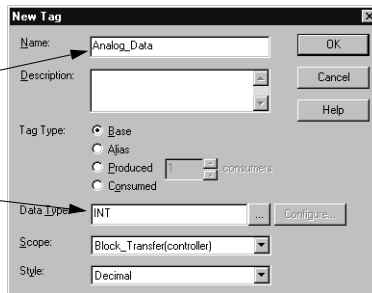 New Tag
Name: Analog_Data OK
Description: Cancel
Help
Tag Type: Base
Alias
Produced 1 consumers
Consumed
Data Type: INT ... Configure...
Scope: Block_Transfer(controller)
Style: Decimal